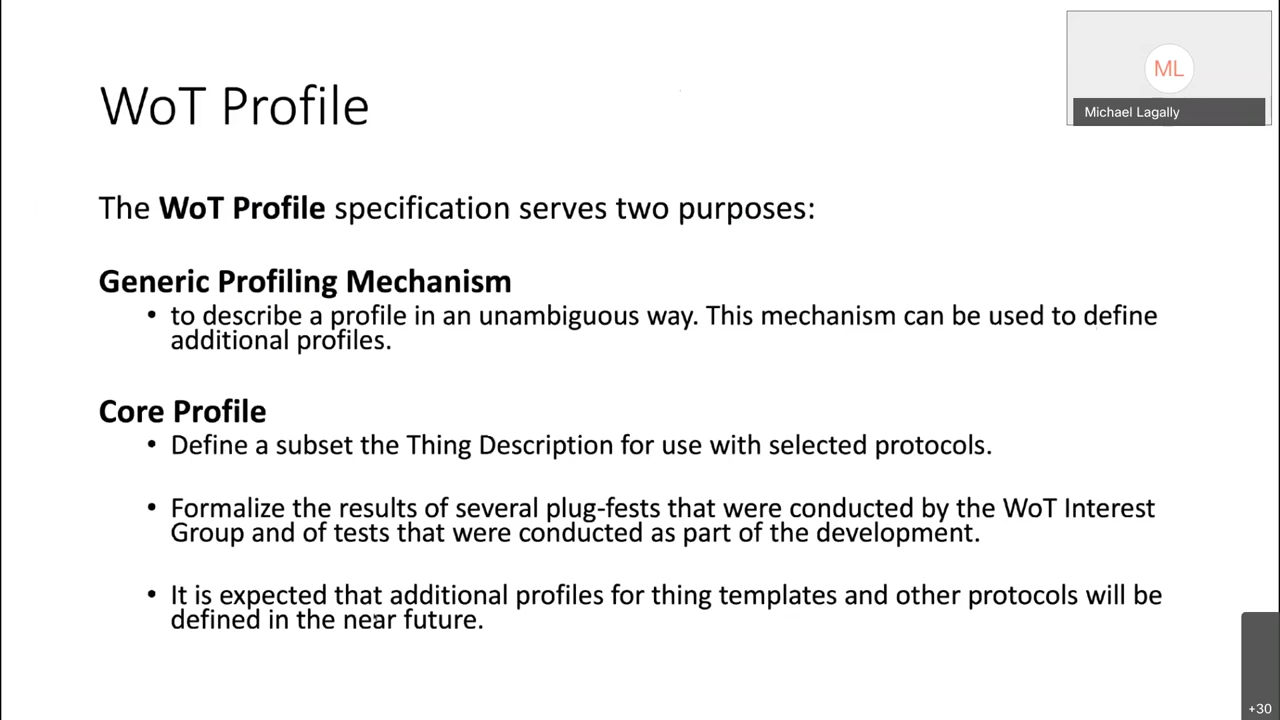 WoT Profile
ML
Michael Lagally
The WoT Profile specification serves two purposes:
Generic Profiling Mechanism
• to describe a profile in an unambiguous way. This mechanism can be used to define
additional profiles.
Core Profile
• Define a subset the Thing Description for use with selected protocols.
• Formalize the results of several plug-fests that were conducted by the WoT Interest
Group and of tests that were conducted as part of the development.
• It is expected that additional profiles for thing templates and other protocols will be
defined in the near future.
+30